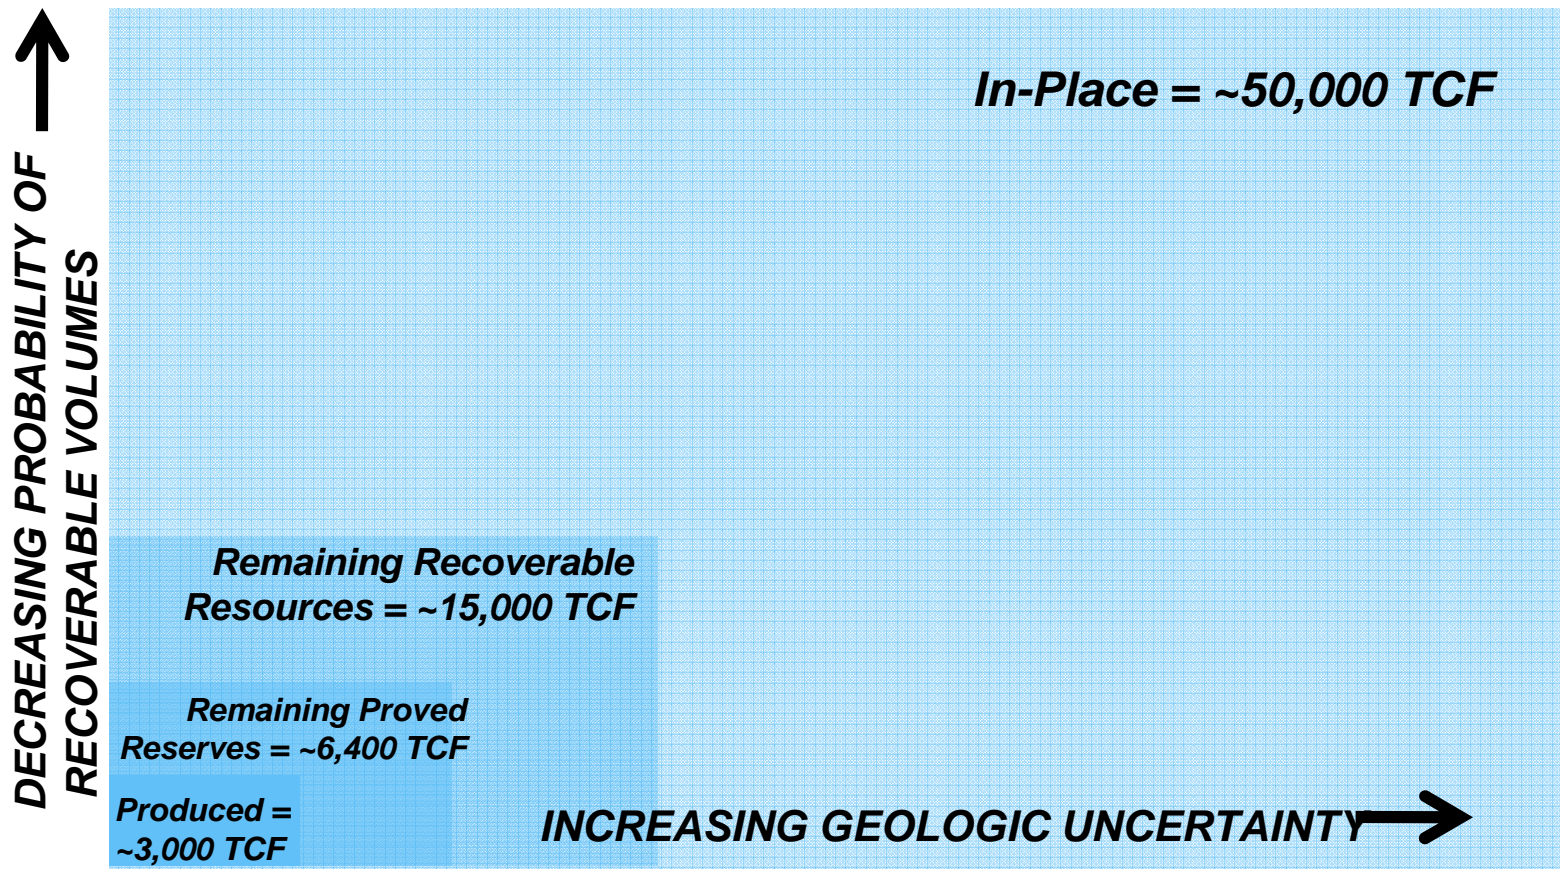 DECREASING PROBABILITY OF
RECOVERABLE VOLUMES
In-Place = ~50,000 TCF
Remaining Recoverable
Resources = ~15,000 TCF
Remaining Proved
Reserves = ~6,400 TCF
Produced =
~3,000 TCF
INCREASING GEOLOGIC UNCERTAINTY